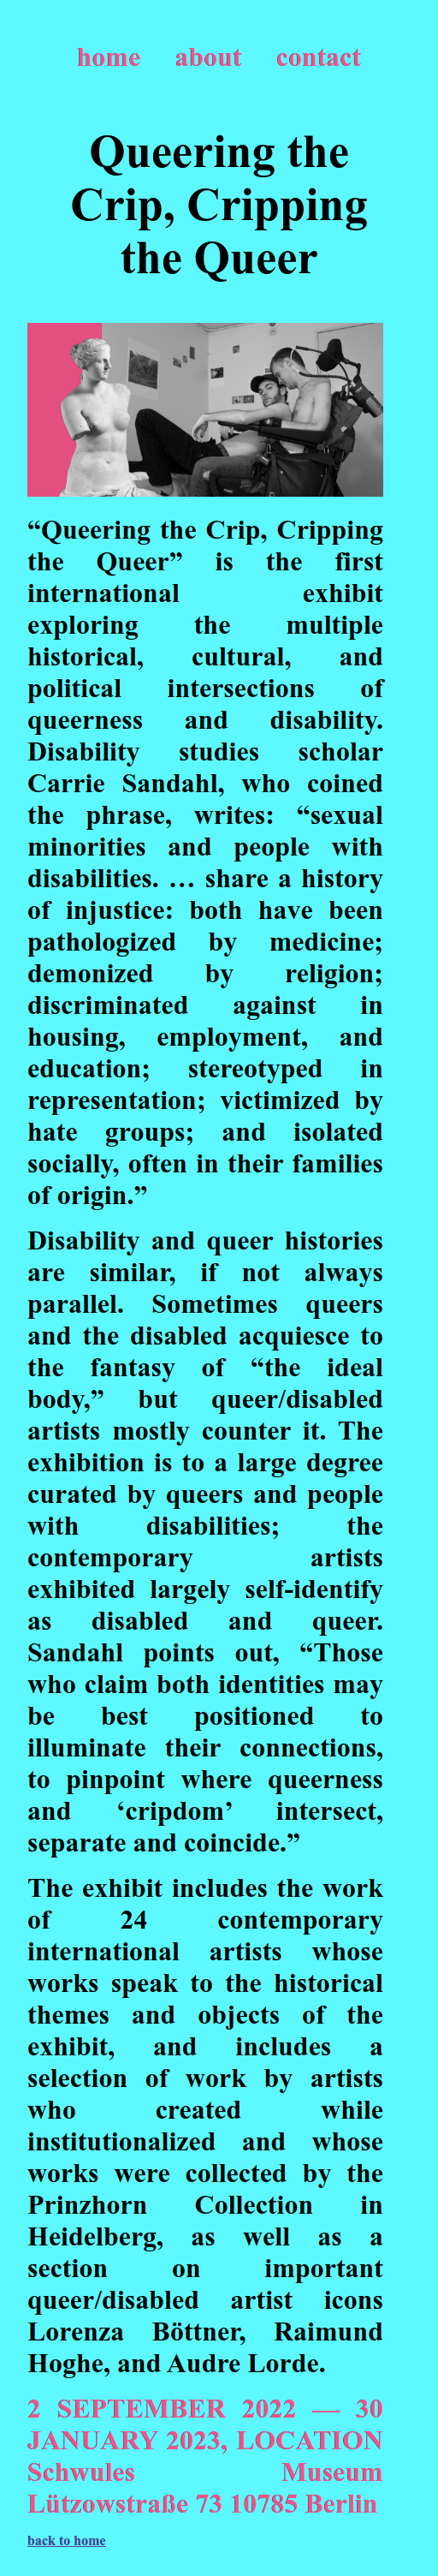 home about contact
Queering the
Crip, Cripping
the Queer
“Queering the Crip, Cripping
the Queer” is the first
international exhibit
exploring the multiple
historical, cultural, and
political intersections of
queerness and disability.
Disability studies scholar
Carrie Sandahl, who coined
the phrase, writes: “sexual
minorities and people with
disabilities. … share a history
of injustice: both have been
pathologized by medicine;
demonized by religion;
discriminated against in
housing, employment, and
education; stereotyped in
representation; victimized by
hate groups; and isolated
socially, often in their families
of origin.”
Disability and queer histories
are similar, if not always
parallel. Sometimes queers
and the disabled acquiesce to
the fantasy of “the ideal
body,” but queer/disabled
artists mostly counter it. The
exhibition is to a large degree
curated by queers and people
with disabilities; the
contemporary artists
exhibited largely self-identify
as disabled and queer.
Sandahl points out, “Those
who claim both identities may
be best positioned to
illuminate their connections,
to pinpoint where queerness
and ‘cripdom’ intersect,
separate and coincide.”
The exhibit includes the work
of 24 contemporary
international artists whose
works speak to the historical
themes and objects of the
exhibit, and includes a
selection of work by artists
who created while
institutionalized and whose
works were collected by the
Prinzhorn Collection in
Heidelberg, as well as a
section on important
queer/disabled artist icons
Lorenza Böttner, Raimund
Hoghe, and Audre Lorde.
2 SEPTEMBER 2022 — 30
JANUARY 2023, LOCATION
Schwules Museum
Lützowstraße 73 10785 Berlin
back to home